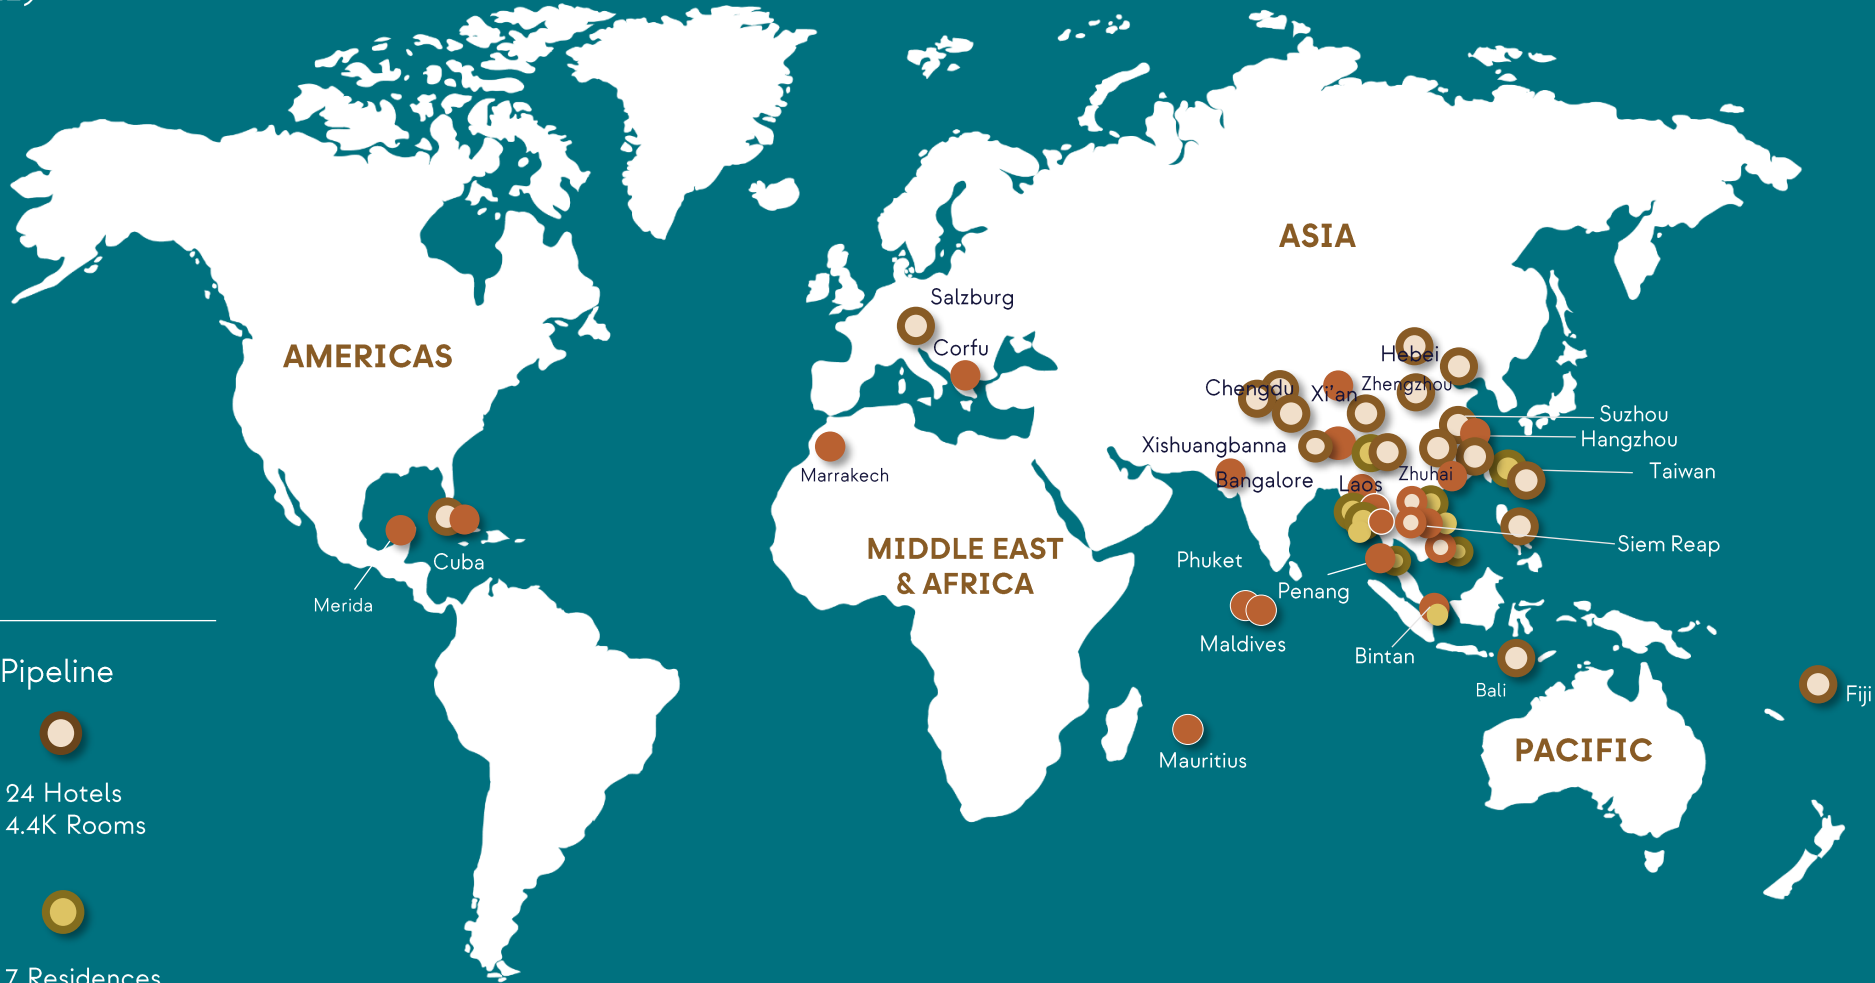 ASIA
Salzburg
Corfu
AMERICAS
Hebei
Chengdu
Xi'an
Zhengzhou
Suzhou
Hangzhou
Xishuangbanna
Taiwan
Marrakech
Bangalore
Laos
Zhuhai
Siem Reap
MIDDLE EAST
& AFRICA
Cuba
Phuket
Penang
Merida
Maldives
Bintan
Pipeline
Bali
Fiji
PACIFIC
Mauritius
24 Hotels
4.4K Rooms
7 Residences